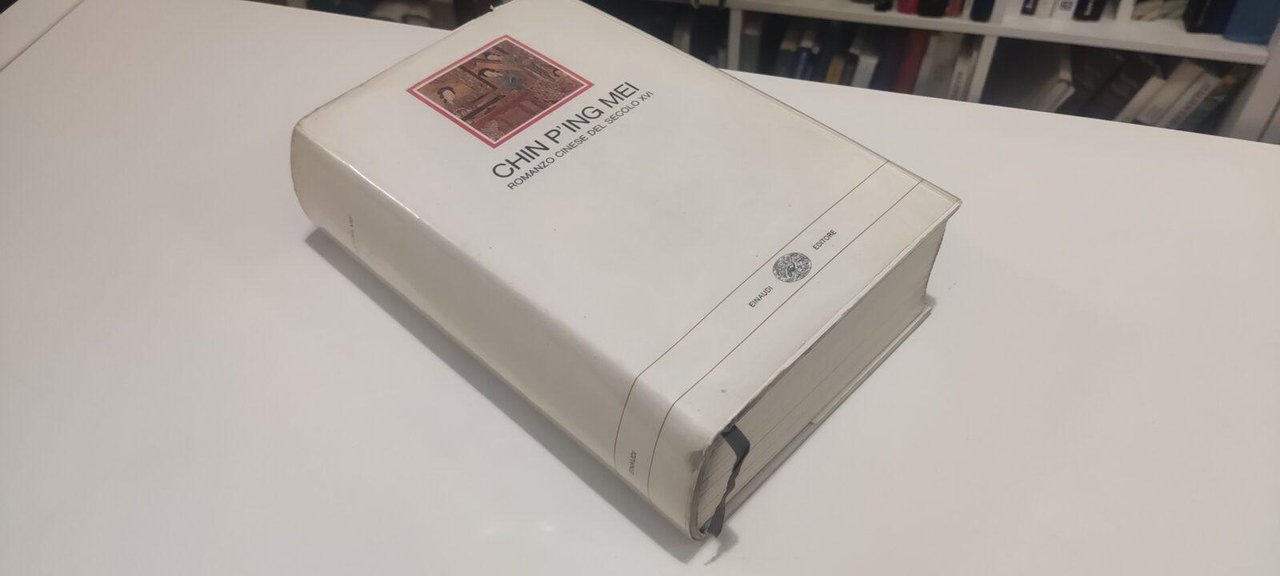 CHIN P'ING MEI
ROMANZO CINESE DEL SECOLO XVI
EINAUDI
EDITORE
EINAUDI